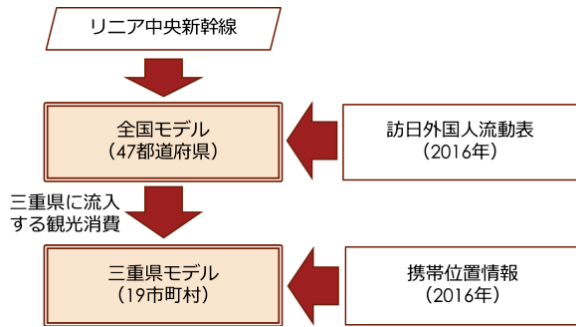 リニア中央新幹線
全国モデル
（47都道府県）
訪日外国人流動表
（2016年）
三重県に流入
する観光消費
三重県モデル
（19市町村）
携帯位置情報
（2016年）